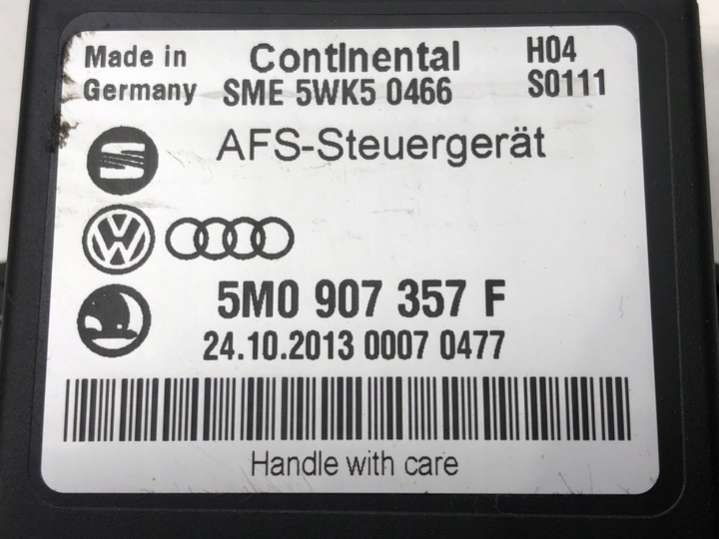 Made in Continental H04
Germany SME 5WK5 0466 S0111
AFS-Steuergerät
5M0 907 357 F
24.10.2013 0007 0477
Handle with care